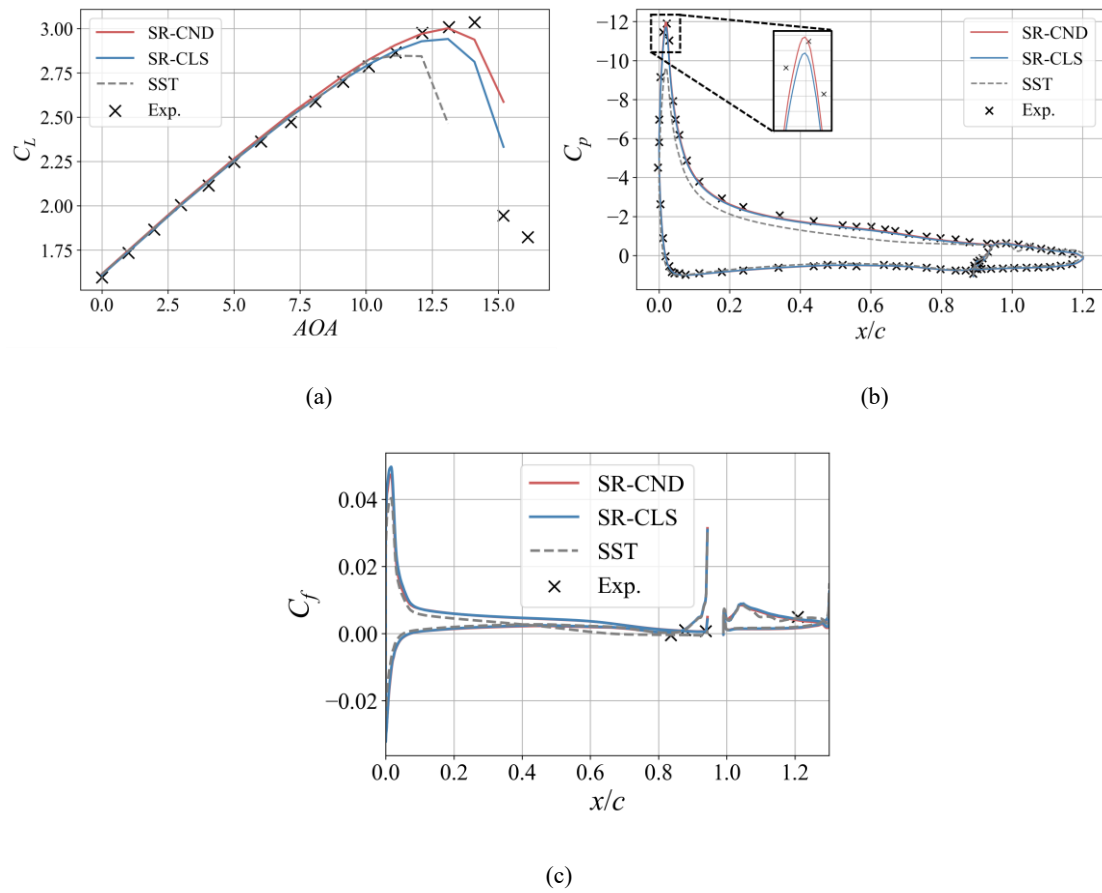 3.00
2.75
2.50
2.25
2.00
1.75
C_L
SR-CND
SR-CLS
SST
Exp.
0.0 2.5 5.0 7.5 10.0 12.5 15.0
AOA
(a)
−12
−10
−8
−6
−4
−2
0
C_p
SR-CND
SR-CLS
SST
Exp.
0.0 0.2 0.4 0.6 0.8 1.0 1.2
x/c
(b)
0.04
0.02
0.00
−0.02
C_f
SR-CND
SR-CLS
SST
Exp.
0.0 0.2 0.4 0.6 0.8 1.0 1.2
x/c
(c)